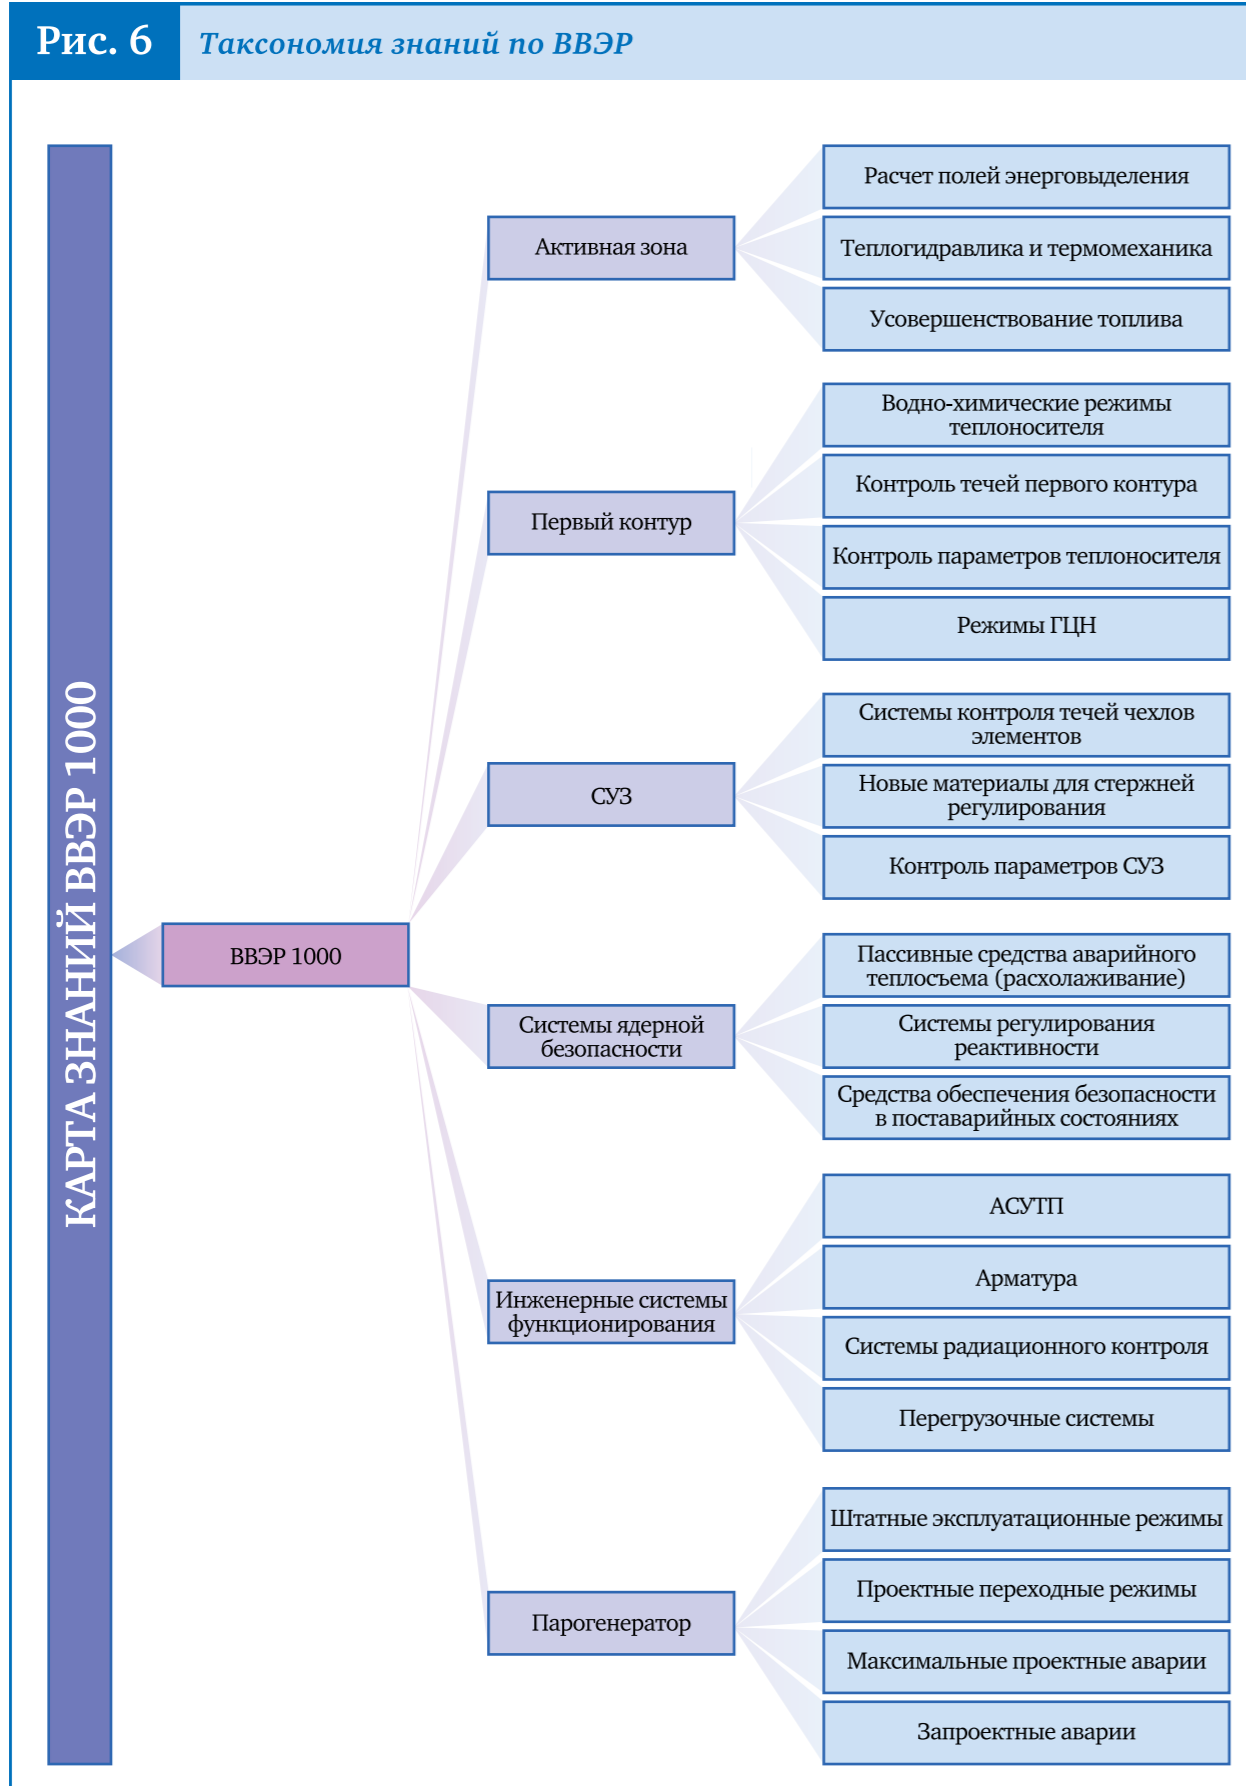 Рис. 6
Таксономия знаний по ВВЭР
КАРТА ЗНАНИЙ ВВЭР 1000
ВВЭР 1000
Активная зона
Расчет полей энерговыделения
Теплогидравлика и термомеханика
Усовершенствование топлива
Первый контур
Водно-химические режимы
теплоносителя
Контроль течей первого контура
Контроль параметров теплоносителя
Режимы ГЦН
СУЗ
Системы контроля течей чехлов
элементов
Новые материалы для стержней
регулирования
Контроль параметров СУЗ
Системы ядерной
безопасности
Пассивные средства аварийного
теплосъема (расхолаживание)
Системы регулирования
реактивности
Средства обеспечения безопасности
в поставарийных состояниях
Инженерные системы
функционирования
АСУТП
Арматура
Системы радиационного контроля
Перегрузочные системы
Парогенератор
Штатные эксплуатационные режимы
Проектные переходные режимы
Максимальные проектные аварии
Запроектные аварии